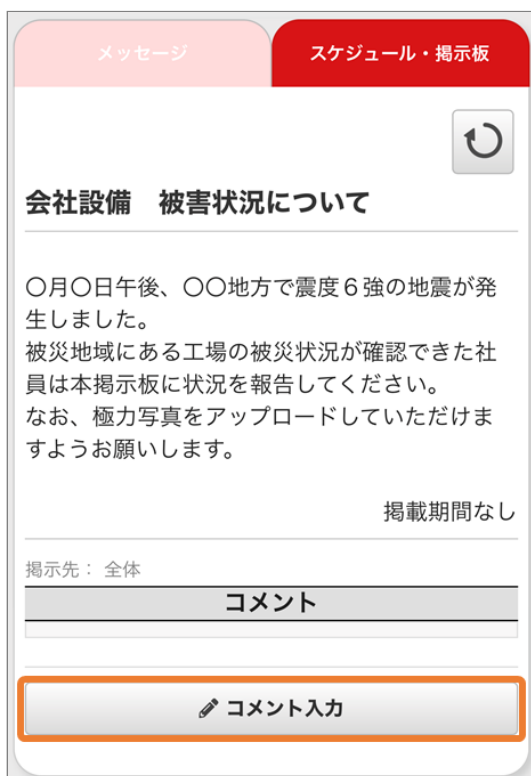 メッセージ
スケジュール・掲示板
会社設備　被害状況について
〇月〇日午後、〇〇地方で震度６強の地震が発
生しました。
被災地域にある工場の被災状況が確認できた社
員は本掲示板に状況を報告してください。
なお、極力写真をアップロードしていただけま
すようお願いします。
掲載期間なし
掲示先： 全体
コメント
コメント入力